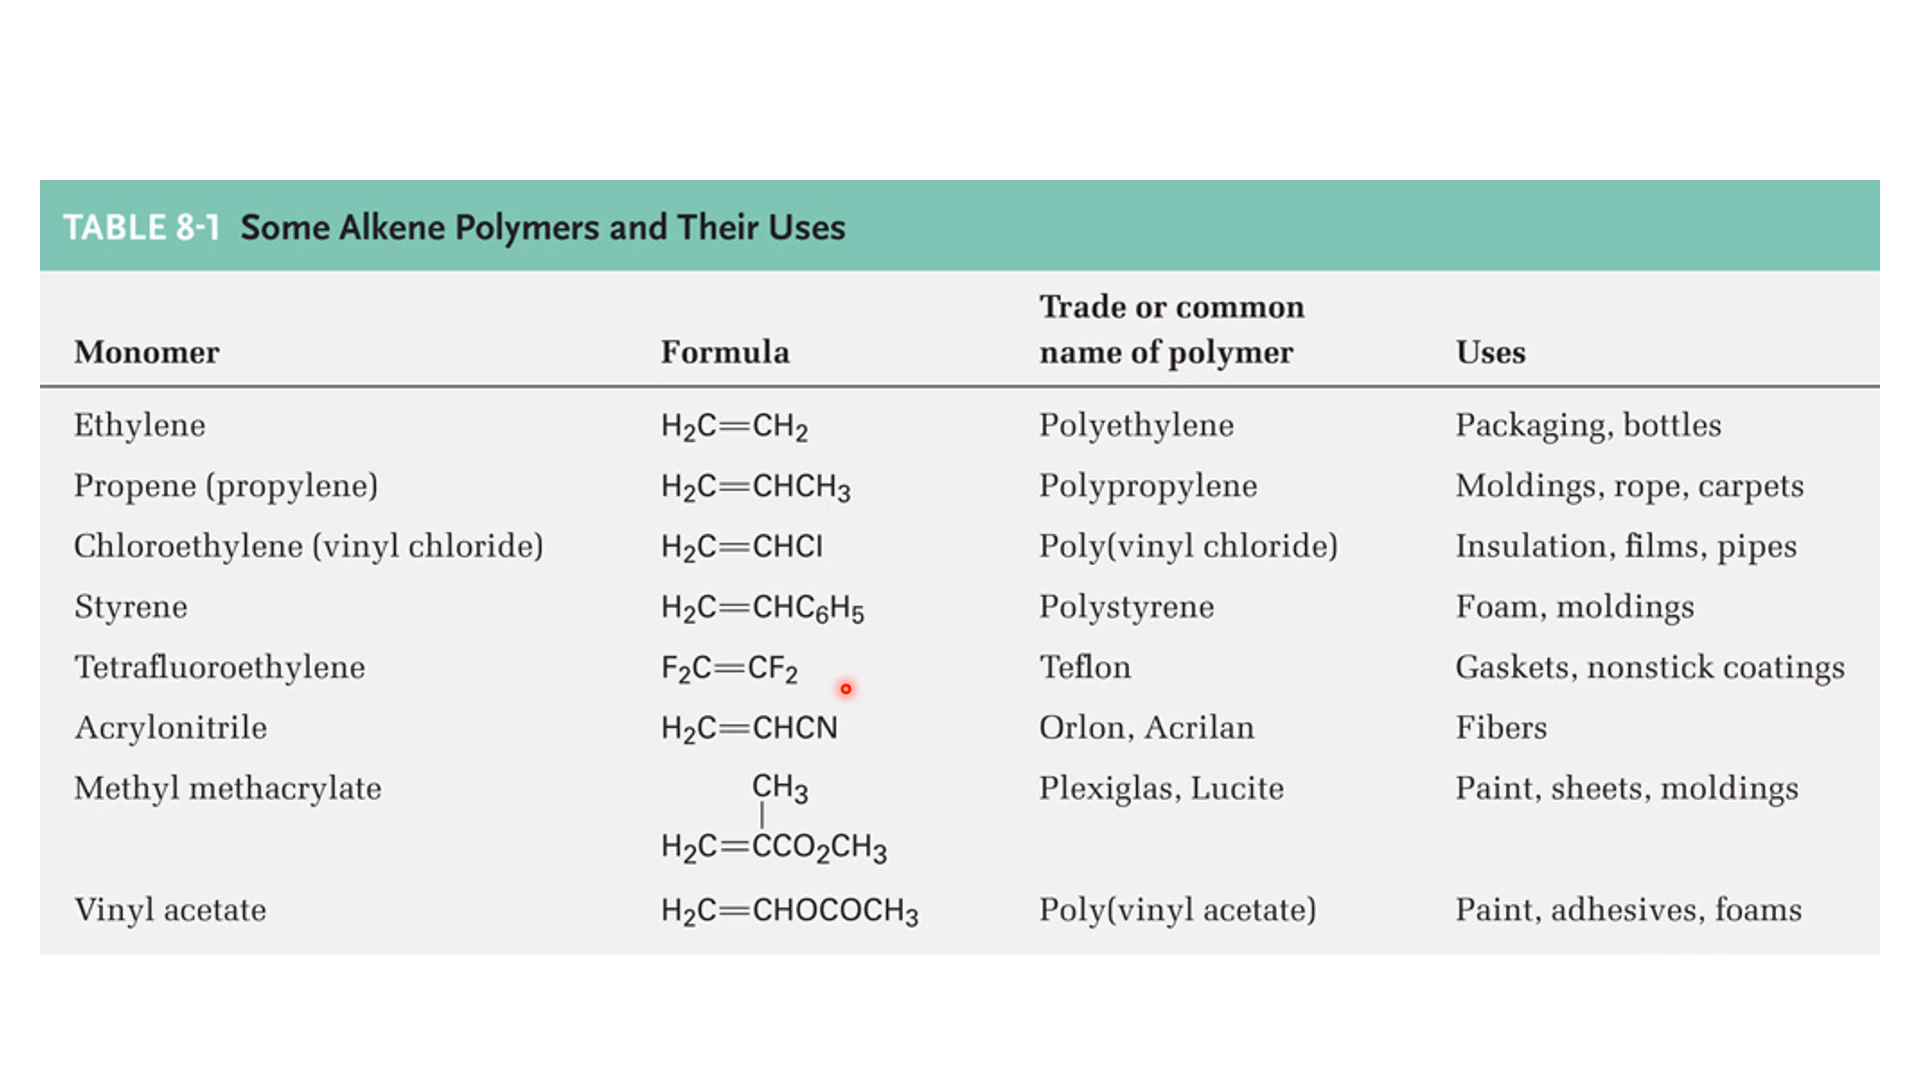 TABLE 8-1 Some Alkene Polymers and Their Uses
Monomer Formula Trade or common name of polymer Uses
Ethylene H₂C=CH₂ Polyethylene Packaging, bottles
Propene (propylene) H₂C=CHCH₃ Polypropylene Moldings, rope, carpets
Chloroethylene (vinyl chloride) H₂C=CHCl Poly(vinyl chloride) Insulation, films, pipes
Styrene H₂C=CHC₆H₅ Polystyrene Foam, moldings
Tetrafluoroethylene F₂C=CF₂ Teflon Gaskets, nonstick coatings
Acrylonitrile H₂C=CHCN Orlon, Acrilan Fibers
Methyl methacrylate CH₃ Plexiglas, Lucite Paint, sheets, moldings
H₂C=CCO₂CH₃
Vinyl acetate H₂C=CHOCOCH₃ Poly(vinyl acetate) Paint, adhesives, foams